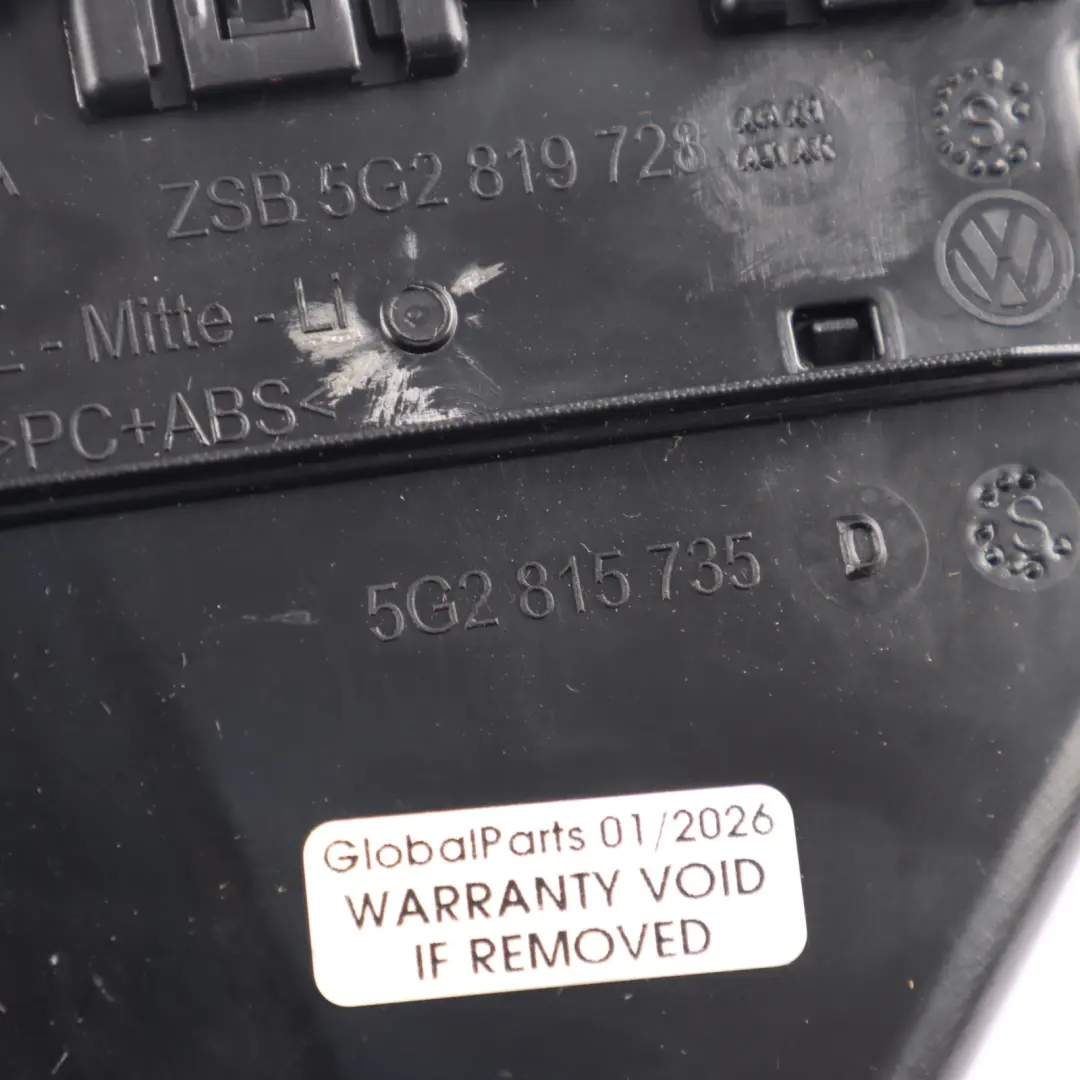 A
ZSB 5G2 819 728
S
L - Mitte - Li
>PC+ABS<
5G2 815 735
D
S
GlobalParts 01/2026
WARRANTY VOID
IF REMOVED